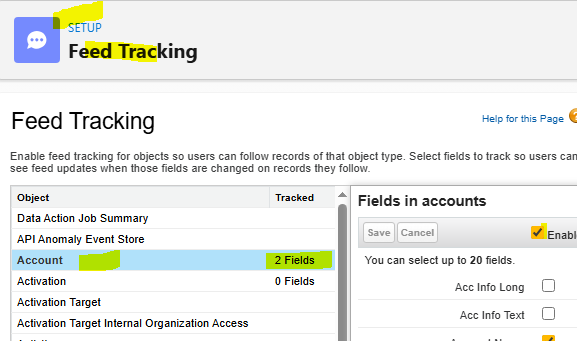 SETUP
Feed Tracking
Feed Tracking
Help for this Page
Enable feed tracking for objects so users can follow records of that object type. Select fields to track so users can
see feed updates when those fields are changed on records they follow.
Object Tracked
Data Action Job Summary
API Anomaly Event Store
Account 2 Fields
Activation 0 Fields
Activation Target
Activation Target Internal Organization Access
Fields in accounts
Save Cancel Enable
You can select up to 20 fields.
Acc Info Long
Acc Info Text